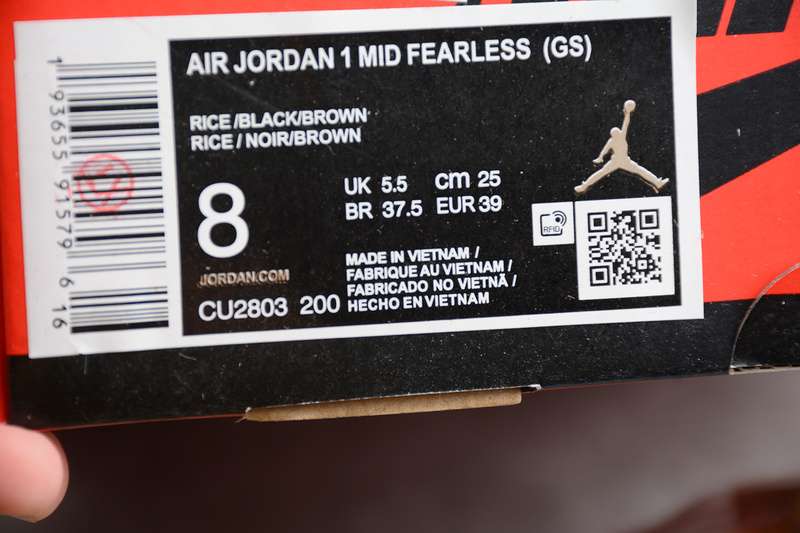 AIR JORDAN 1 MID FEARLESS (GS)
RICE /BLACK/BROWN
RICE / NOIR/BROWN
8
UK 5.5 cm 25
BR 37.5 EUR 39
RFID
JORDAN.COM
CU2803 200
MADE IN VIETNAM /
FABRIQUE AU VIETNAM /
FABRICADO NO VIETNÃ /
HECHO EN VIETNAM
1 93655 91579 6 16